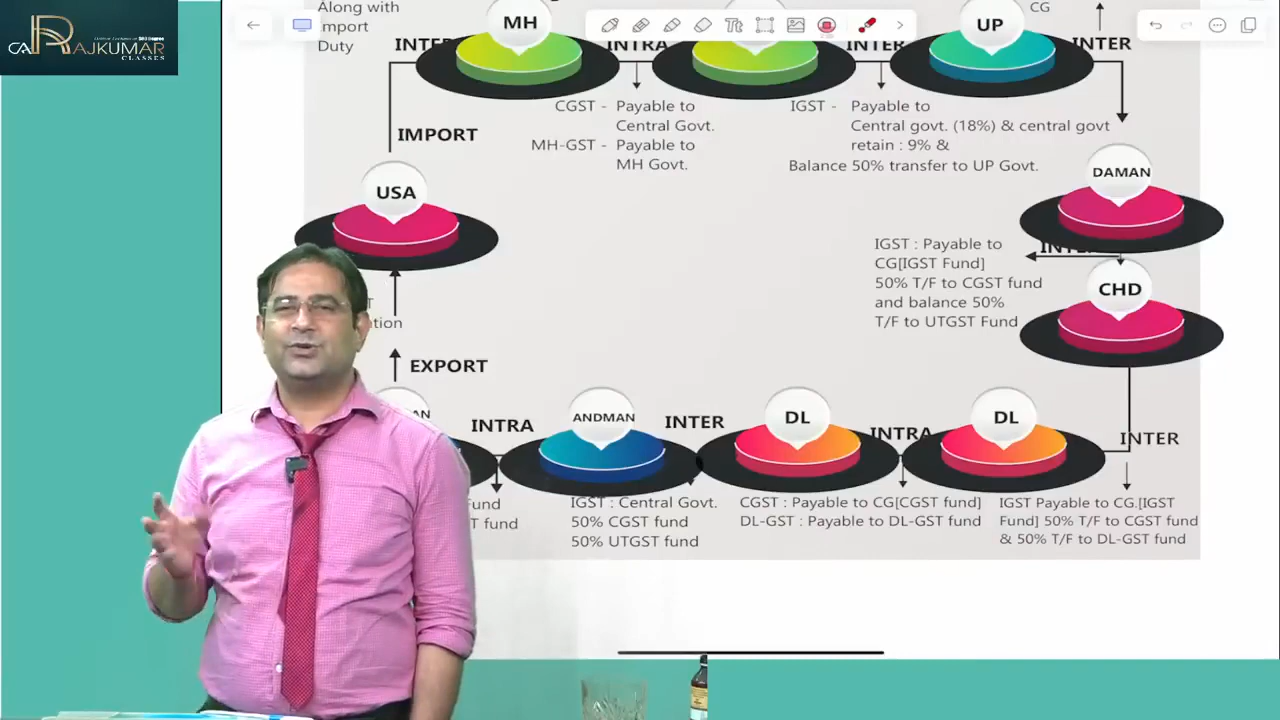 CA RAJKUMAR
CLASSES
Along with
Import
Duty
MH
UP
CG
INTRA
INTER
INTER
CGST - Payable to
Central Govt.
MH-GST - Payable to
MH Govt.
IGST - Payable to
Central govt. (18%) & central govt
retain : 9% &
Balance 50% transfer to UP Govt.
IMPORT
USA
DAMAN
IGST : Payable to
CG[IGST Fund]
50% T/F to CGST fund
and balance 50%
T/F to UTGST Fund
CHD
EXPORT
INTRA
ANDMAN
INTER
DL
INTRA
DL
INTER
IGST : Central Govt.
50% CGST fund
50% UTGST fund
CGST : Payable to CG[CGST fund]
DL-GST : Payable to DL-GST fund
IGST Payable to CG.[IGST
Fund] 50% T/F to CGST fund
& 50% T/F to DL-GST fund
fund